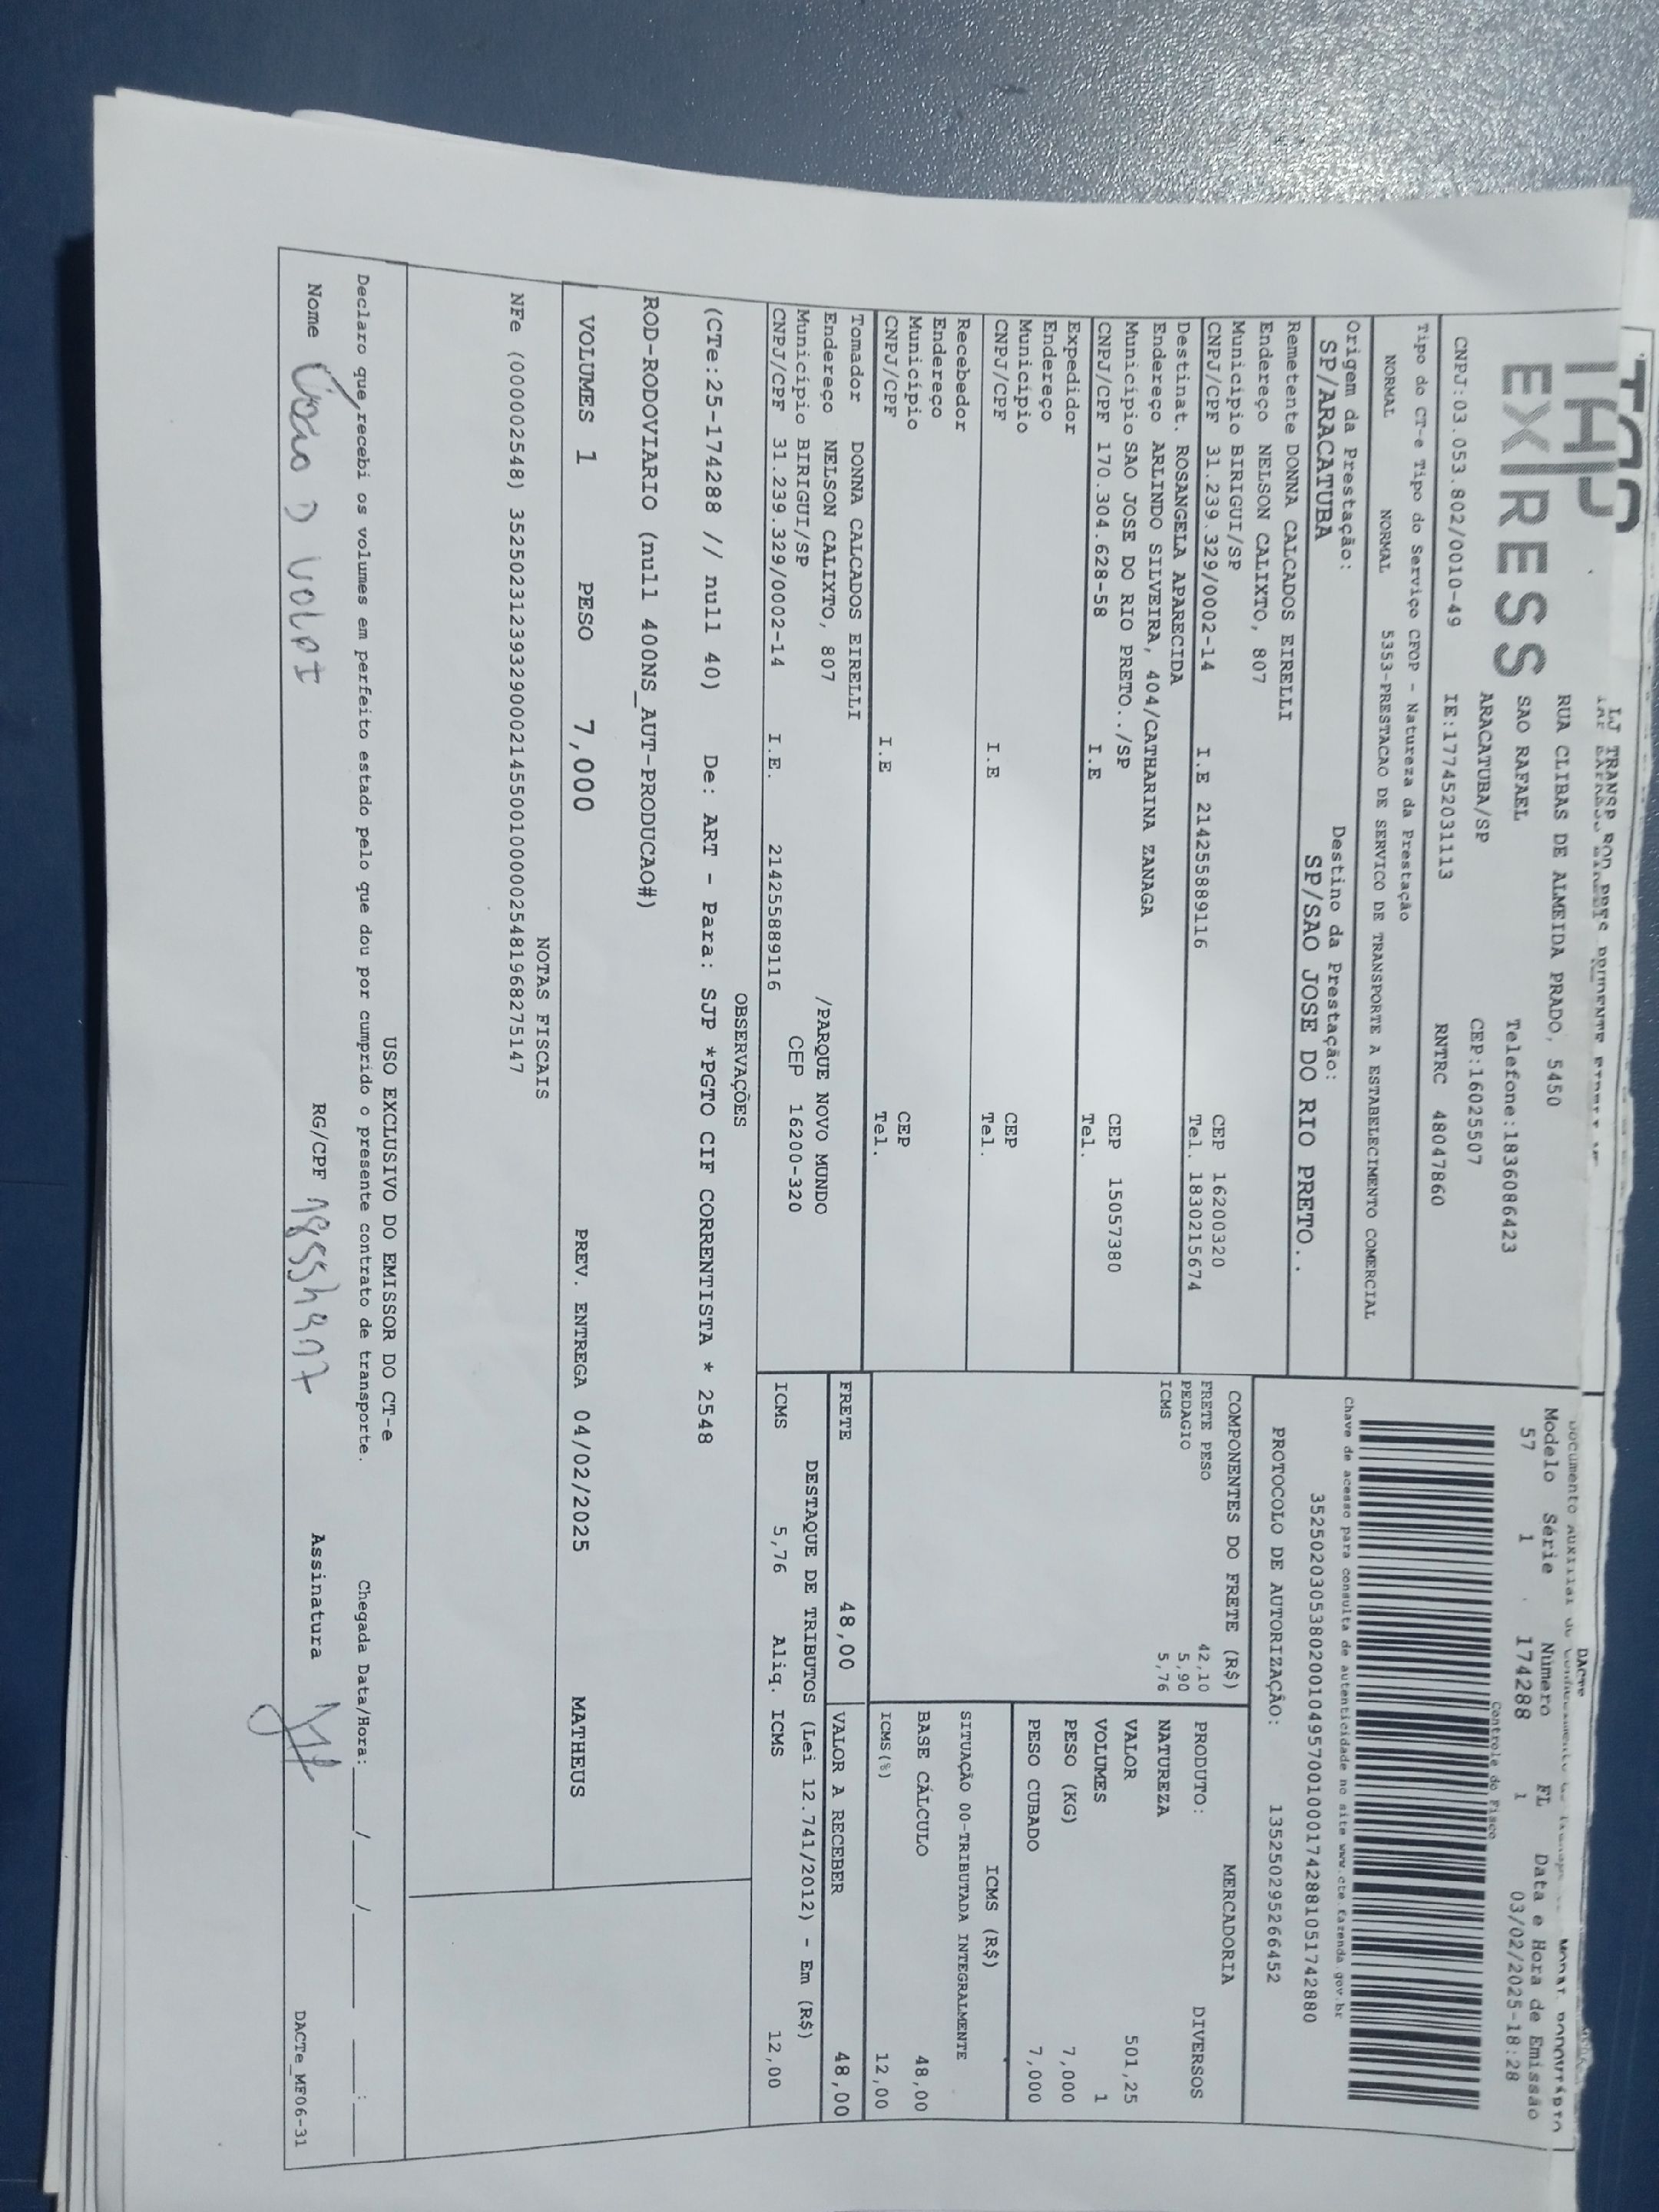 TAP
EXPRESS
LJ TRANSP ROD
RUA CLIBAS DE ALMEIDA PRADO, 5450
SAO RAFAEL Telefone:1836086423
ARACATUBA/SP CEP:16025507
CNPJ:03.053.802/0010-49 IE:177452031113 RNTRC 48047860
DACTe
Documento Auxiliar de
Modelo Série Número FL Data e Hora de Emissão
57 1 174288 1 03/02/2025-18:28
Controle do Fisco
Tipo do CT-e Tipo do Serviço CFOP - Natureza da Prestação
NORMAL NORMAL 5353-PRESTACAO DE SERVICO DE TRANSPORTE A ESTABELECIMENTO COMERCIAL
Chave de acesso para consulta de autenticidade no site www.cte.fazenda.gov.br
35250203053802001049570010001742881051742880
Origem da Prestação: Destino da Prestação:
SP/ARACATUBA SP/SAO JOSE DO RIO PRETO..
PROTOCOLO DE AUTORIZAÇÃO: 135250295266452
Remetente DONNA CALCADOS EIRELLI
Endereço NELSON CALIXTO, 807
Município BIRIGUI/SP CEP 16200320
CNPJ/CPF 31.239.329/0002-14 I.E 214255889116 Tel. 1830215674
Destinat. ROSANGELA APARECIDA
Endereço ARLINDO SILVEIRA, 404/CATHARINA ZANAGA
Município SAO JOSE DO RIO PRETO../SP CEP 15057380
CNPJ/CPF 170.304.628-58 I.E Tel.
Expedidor
Endereço
Município CEP
CNPJ/CPF I.E Tel.
Recebedor
Endereço
Município CEP
CNPJ/CPF I.E Tel.
Tomador DONNA CALCADOS EIRELLI
Endereço NELSON CALIXTO, 807 /PARQUE NOVO MUNDO
Município BIRIGUI/SP CEP 16200-320
CNPJ/CPF 31.239.329/0002-14 I.E. 214255889116
COMPONENTES DO FRETE (R$)
FRETE PESO 42,10
PEDAGIO 5,90
ICMS 5,76
MERCADORIA
PRODUTO: DIVERSOS
NATUREZA
VALOR 501,25
VOLUMES 1
PESO (KG) 7,000
PESO CUBADO 7,000
ICMS (R$)
SITUAÇÃO 00-TRIBUTADA INTEGRALMENTE
BASE CÁLCULO 48,00
ICMS(%) 12,00
FRETE 48,00 VALOR A RECEBER 48,00
DESTAQUE DE TRIBUTOS (Lei 12.741/2012) - Em (R$)
ICMS 5,76 Aliq. ICMS 12,00
OBSERVAÇÕES
(CTe:25-174288 // null 40) De: ART - Para: SJP *PGTO CIF CORRENTISTA * 2548
ROD-RODOVIARIO (null 400NS_AUT-PRODUCAO#)
VOLUMES 1 PESO 7,000 PREV. ENTREGA 04/02/2025 MATHEUS
NOTAS FISCAIS
NFe (000002548) 35250231239329000214550010000025481968275147
USO EXCLUSIVO DO EMISSOR DO CT-e
Declaro que recebi os volumes em perfeito estado pelo que dou por cumprido o presente contrato de transporte. Chegada Data/Hora: ____/____/______ ____:____
Nome João D VOLPI RG/CPF Assinatura
DACTe_MF06-31